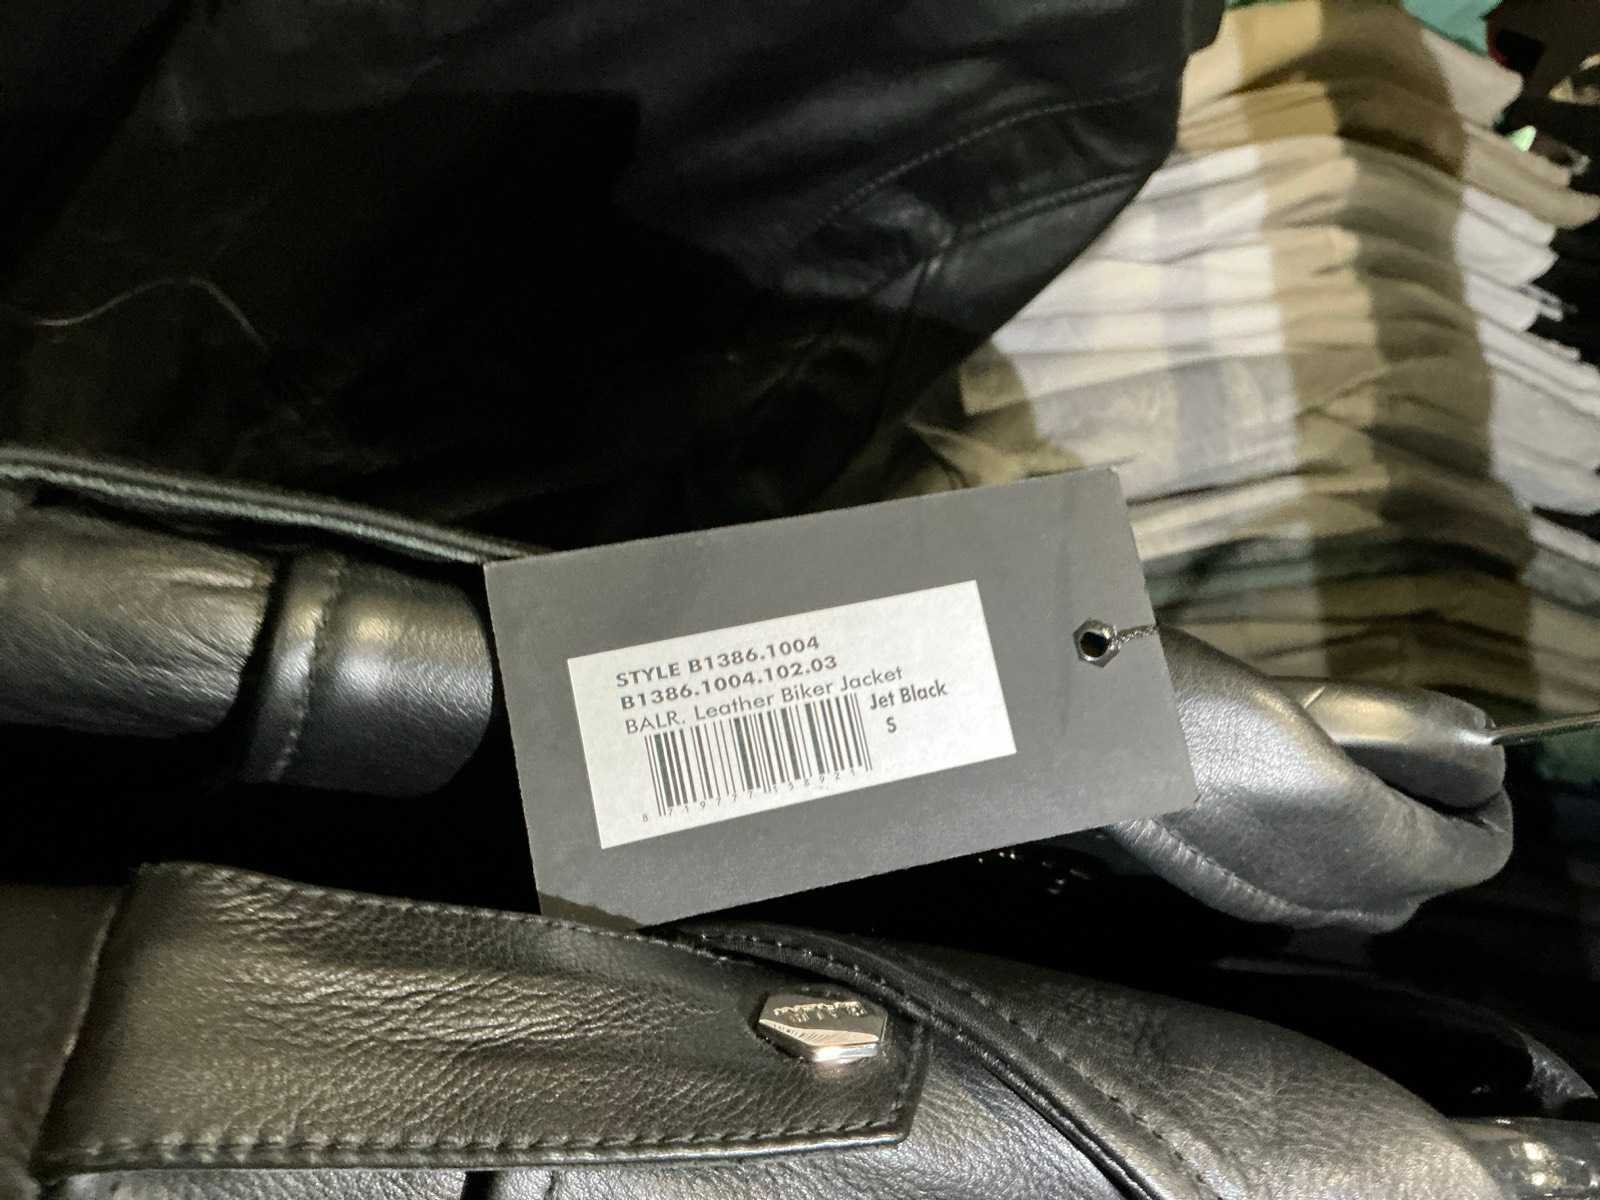 STYLE B1386.1004
B1386.1004.102.03
BALR. Leather Biker Jacket
Jet Black
S